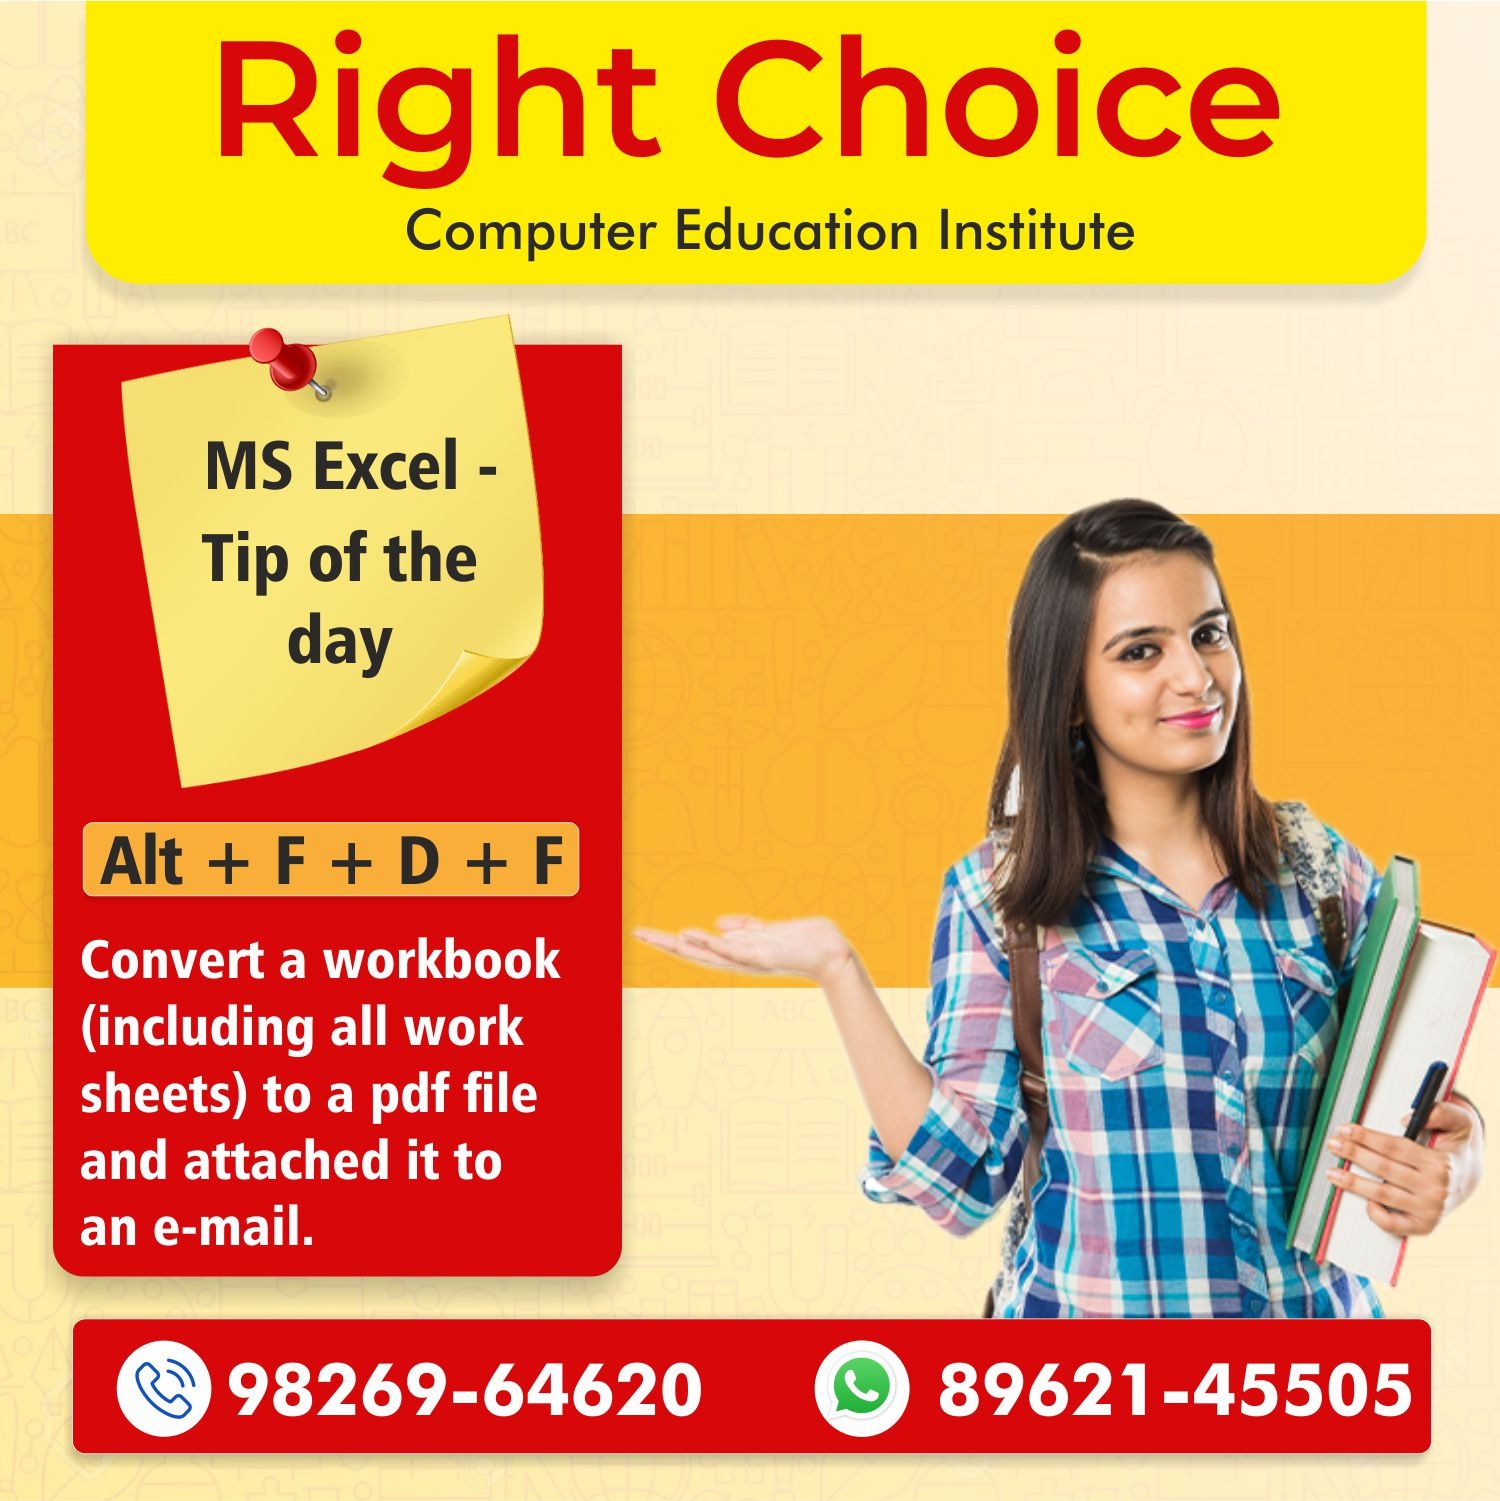 Right Choice
Computer Education Institute
MS Excel -
Tip of the
day
Alt + F + D + F
Convert a workbook
(including all work
sheets) to a pdf file
and attached it to
an e-mail.
98269-64620
89621-45505